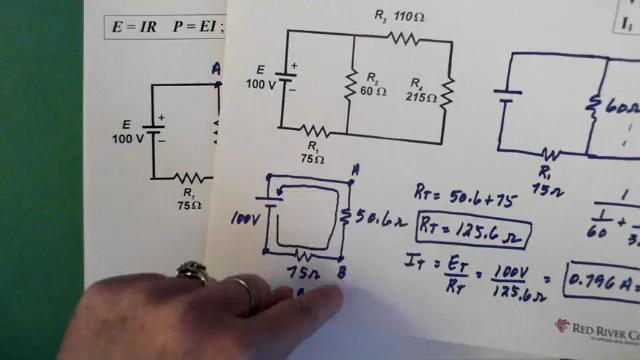 E = IR P = EI ;
A
E
100 V
+
−
R1
75Ω
R3 110Ω
E
100 V
+
−
R2
60 Ω
R4
215Ω
R1
75Ω
V
I1
60Ω
R1
75Ω
A
100V
50.6Ω
75Ω
B
RT = 50.6 + 75
RT = 125.6 Ω
IT = ET / RT = 100V / 125.6Ω = 0.796 A =
1
1
60
+
RED RIVER CO